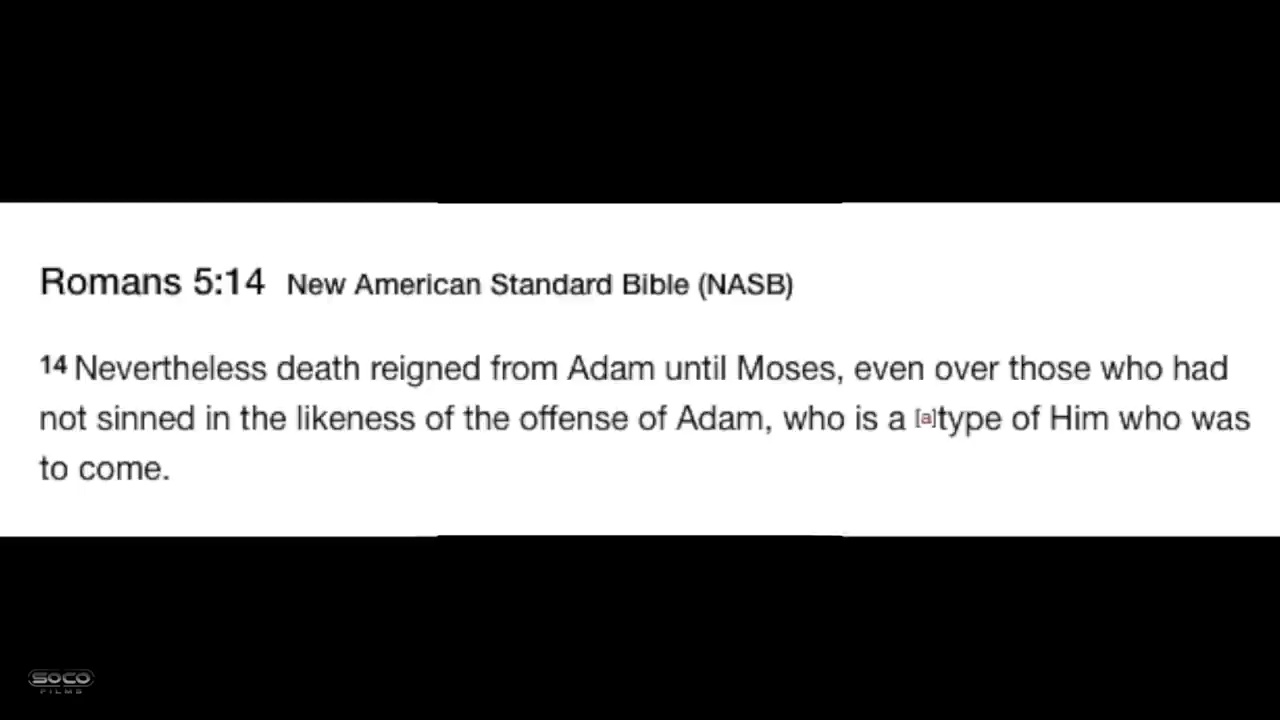 Romans 5:14 New American Standard Bible (NASB)
14 Nevertheless death reigned from Adam until Moses, even over those who had
not sinned in the likeness of the offense of Adam, who is a [a]type of Him who was
to come.
SOCO
FILMS